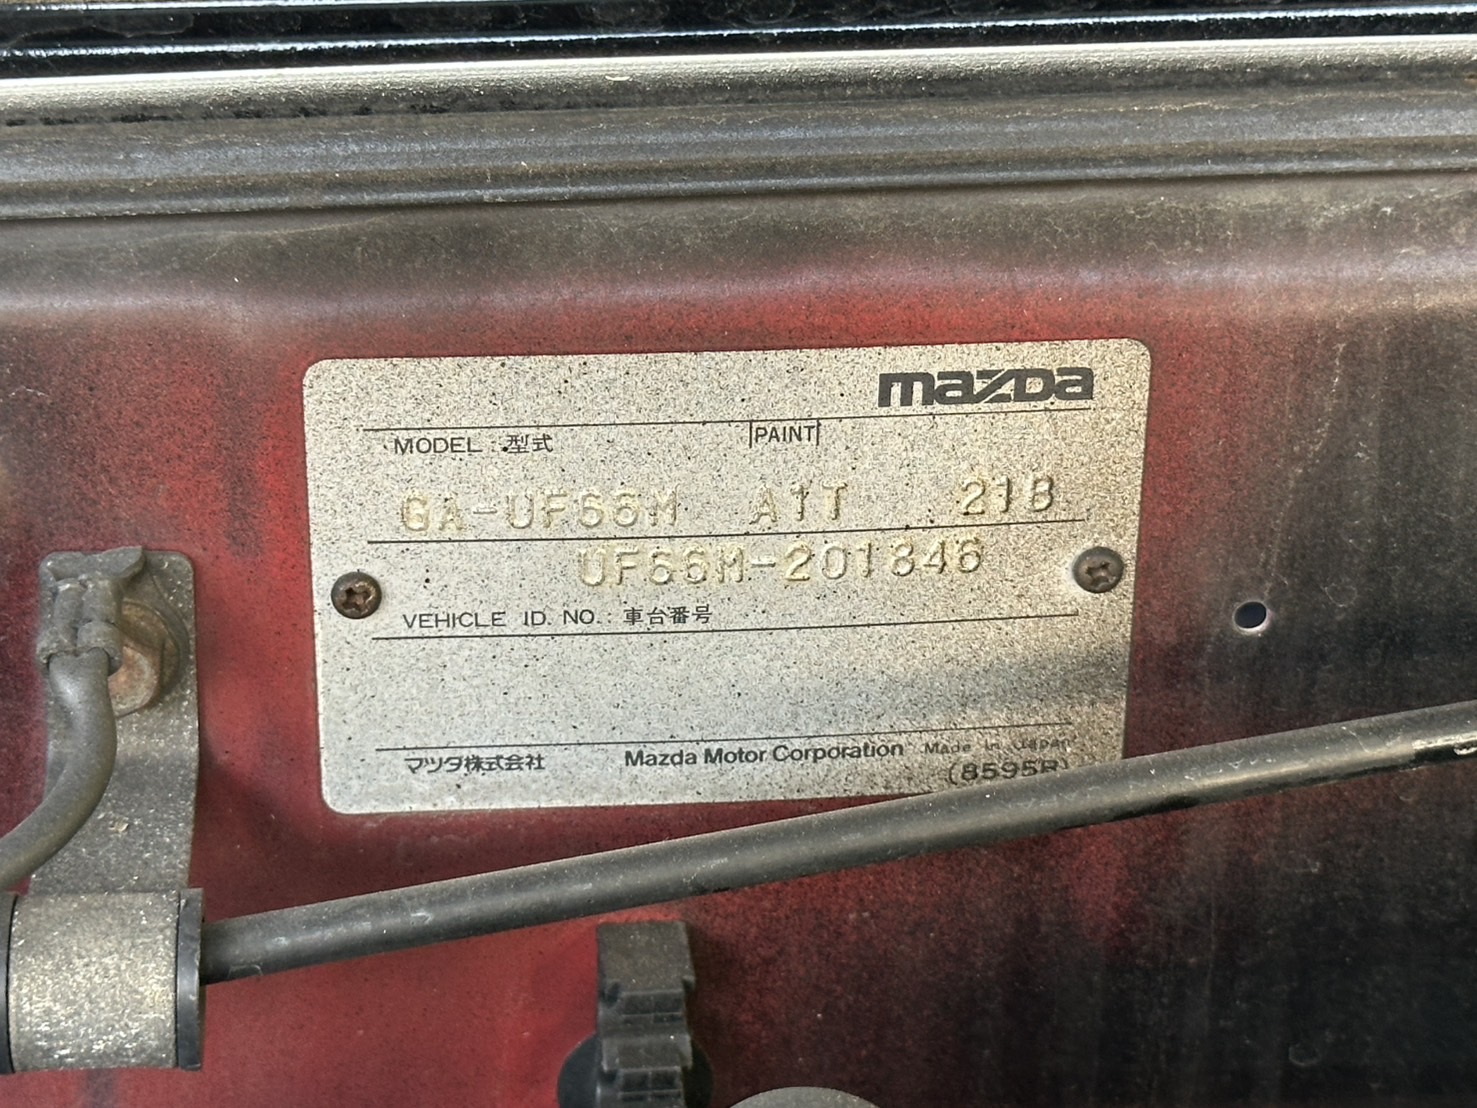 mazda
MODEL : 型式 PAINT
GA-UF66M A1T 21B
UF66M-201846
VEHICLE ID. NO.: 車台番号
マツダ株式会社 Mazda Motor Corporation Made in Japan
(8595B)